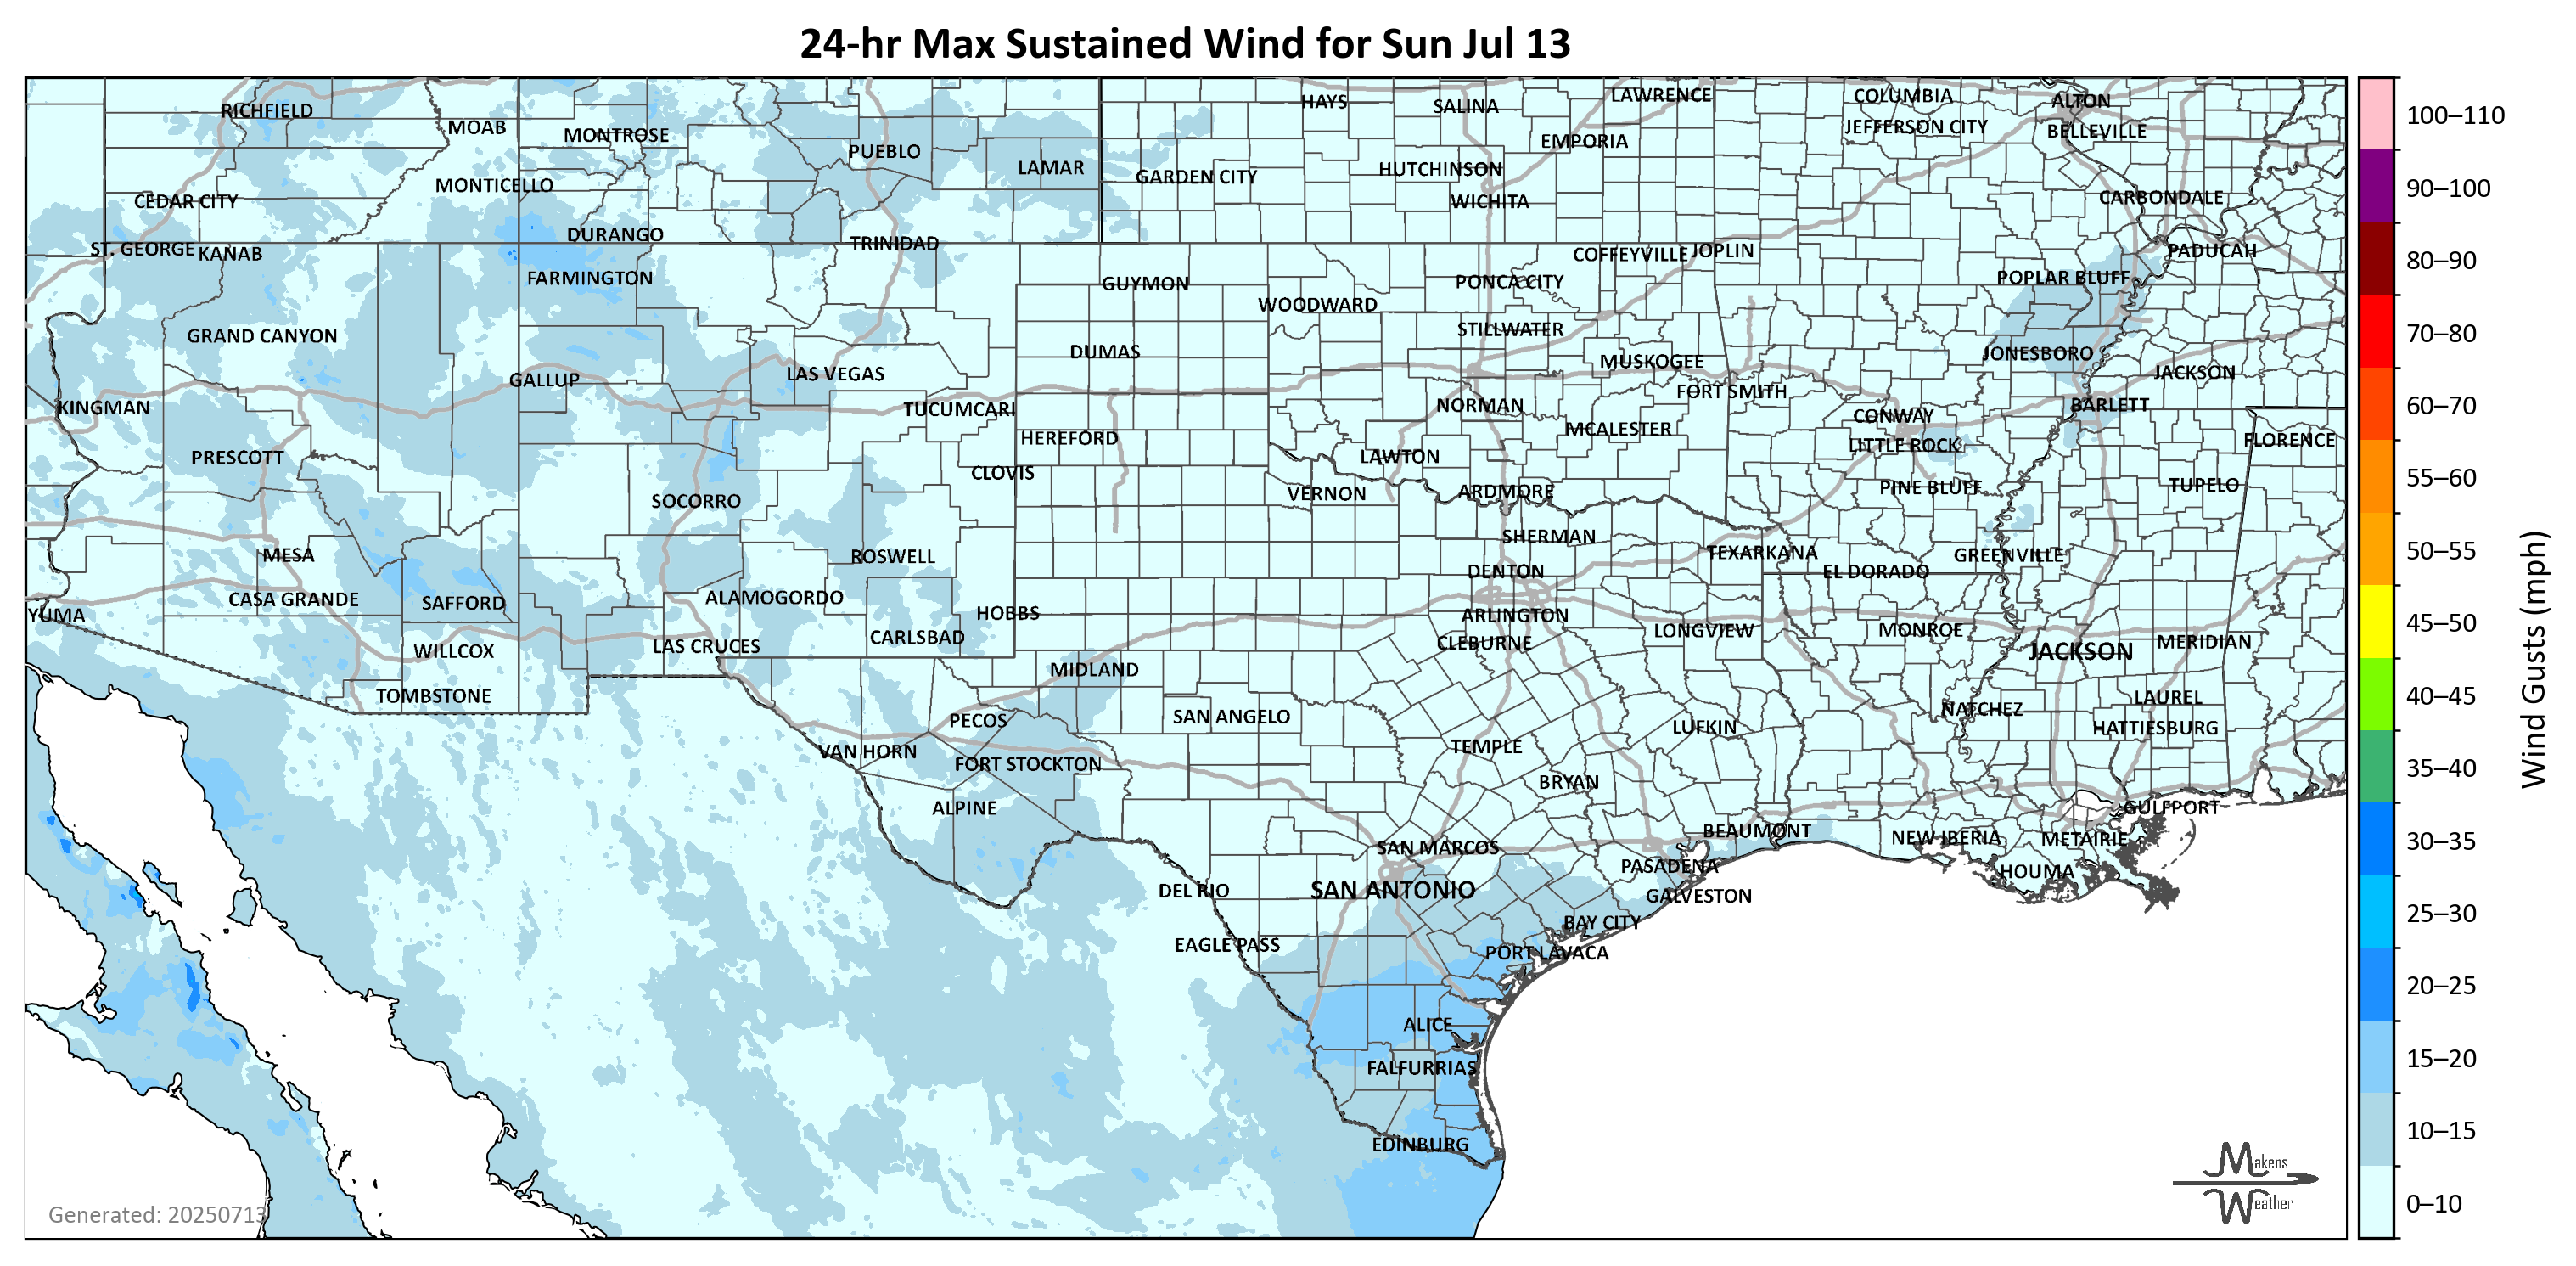 24-hr Max Sustained Wind for Sun Jul 13
RICHFIELD
MOAB
MONTROSE
PUEBLO
LAMAR
HAYS
SALINA
LAWRENCE
COLUMBIA
ALTON
EMPORIA
JEFFERSON CITY
BELLEVILLE
GARDEN CITY
HUTCHINSON
MONTICELLO
CEDAR CITY
WICHITA
CARBONDALE
ST. GEORGE
KANAB
DURANGO
TRINIDAD
COFFEYVILLE
JOPLIN
PADUCAH
FARMINGTON
GUYMON
PONCA CITY
POPLAR BLUFF
WOODWARD
GRAND CANYON
STILLWATER
DUMAS
JONESBORO
MUSKOGEE
GALLUP
LAS VEGAS
JACKSON
FORT SMITH
KINGMAN
TUCUMCARI
NORMAN
CONWAY
BARLETT
HEREFORD
MCALESTER
LITTLE ROCK
FLORENCE
PRESCOTT
CLOVIS
LAWTON
SOCORRO
VERNON
ARDMORE
PINE BLUFF
TUPELO
SHERMAN
MESA
ROSWELL
TEXARKANA
GREENVILLE
DENTON
EL DORADO
CASA GRANDE
SAFFORD
ALAMOGORDO
YUMA
HOBBS
ARLINGTON
WILLCOX
LAS CRUCES
CARLSBAD
CLEBURNE
LONGVIEW
MONROE
JACKSON
MERIDIAN
TOMBSTONE
MIDLAND
PECOS
SAN ANGELO
LUFKIN
NATCHEZ
LAUREL
HATTIESBURG
VAN HORN
FORT STOCKTON
TEMPLE
BRYAN
ALPINE
GULFPORT
BEAUMONT
NEW IBERIA
METAIRIE
SAN MARCOS
PASADENA
HOUMA
DEL RIO
SAN ANTONIO
GALVESTON
EAGLE PASS
BAY CITY
PORT LAVACA
ALICE
FALFURRIAS
EDINBURG
Generated: 20250713
Makens
Weather
100–110
90–100
80–90
70–80
60–70
55–60
50–55
45–50
40–45
35–40
30–35
25–30
20–25
15–20
10–15
0–10
Wind Gusts (mph)